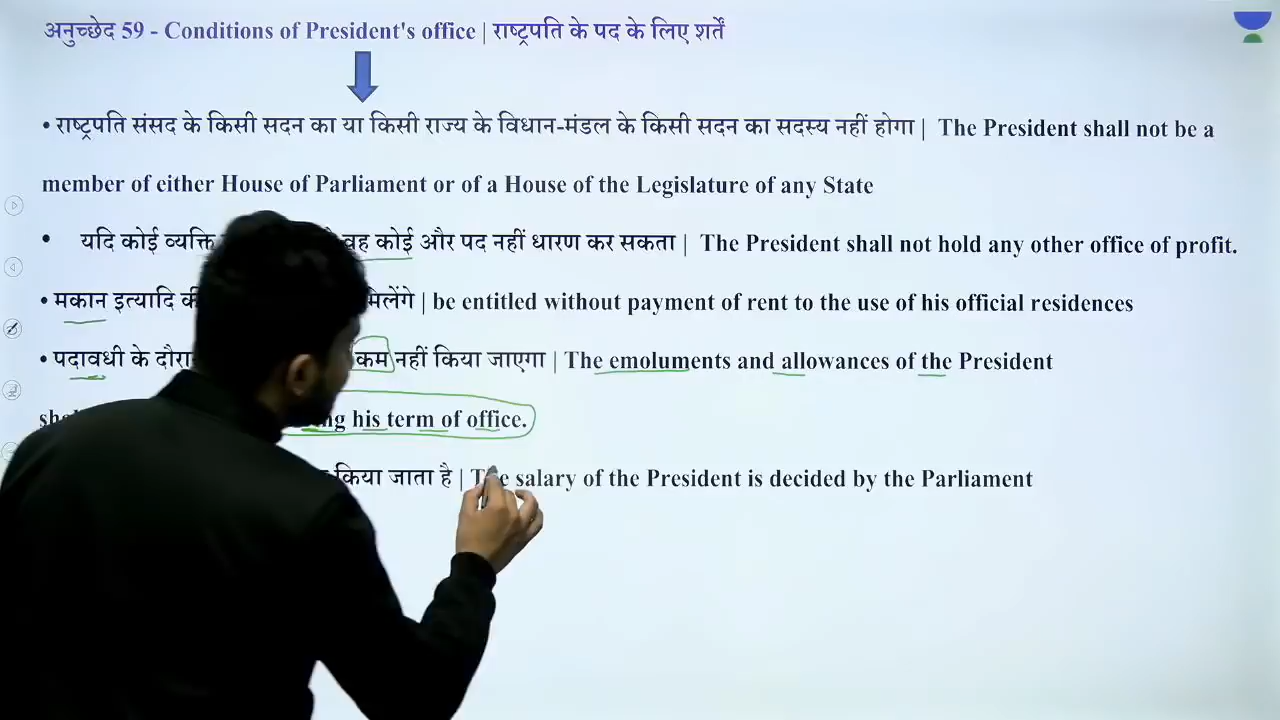 अनुच्छेद 59 - Conditions of President's office | राष्ट्रपति के पद के लिए शर्तें
• राष्ट्रपति संसद के किसी सदन का या किसी राज्य के विधान-मंडल के किसी सदन का सदस्य नहीं होगा | The President shall not be a
member of either House of Parliament or of a House of the Legislature of any State
• यदि कोई व्यक्ति वह कोई और पद नहीं धारण कर सकता | The President shall not hold any other office of profit.
• मकान इत्यादि मिलेंगे | be entitled without payment of rent to the use of his official residences
• पदावधी के कम नहीं किया जाएगा | The emoluments and allowances of the President
his term of office.
किया जाता है | The salary of the President is decided by the Parliament